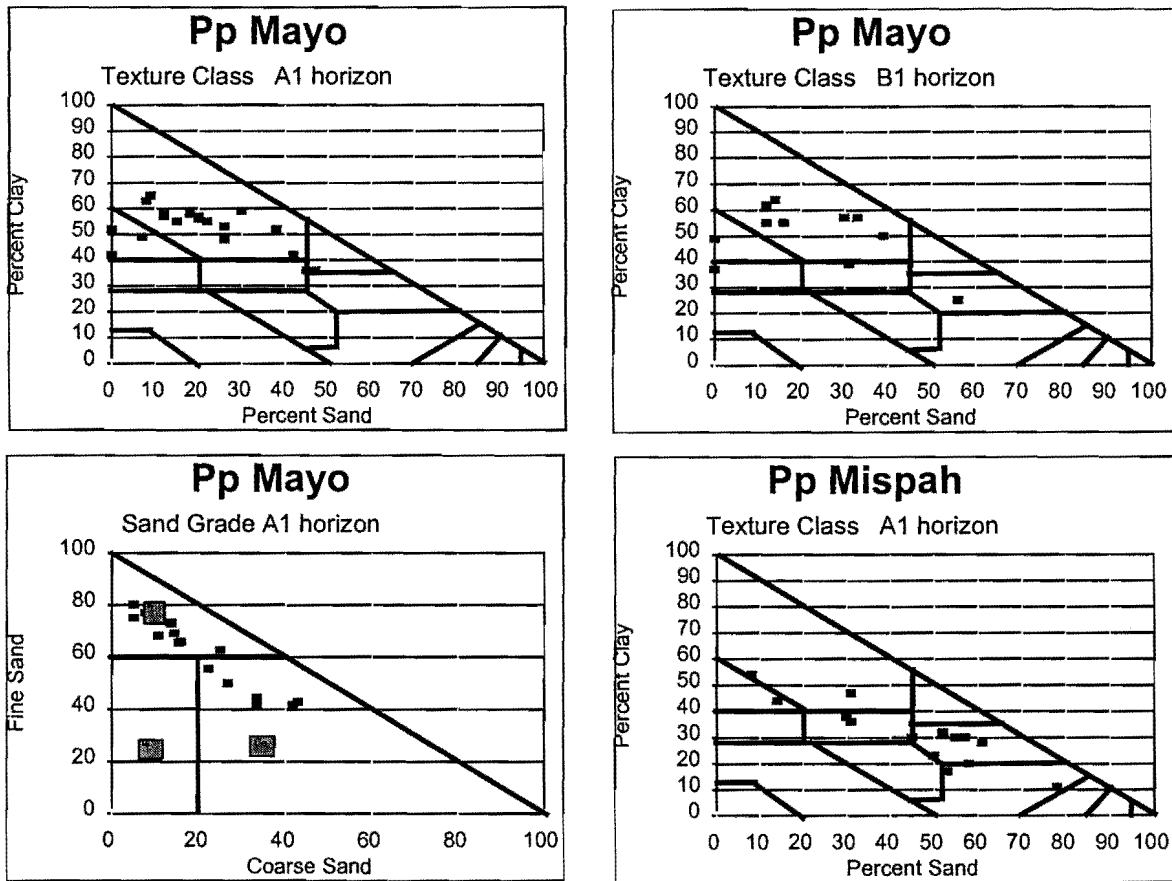 Pp Mayo
Texture Class A1 horizon
100
90
80
70
60
50
40
30
20
10
0
Percent Clay
0 10 20 30 40 50 60 70 80 90 100
Percent Sand
Pp Mayo
Texture Class B1 horizon
100
90
80
70
60
50
40
30
20
10
0
Percent Clay
0 10 20 30 40 50 60 70 80 90 100
Percent Sand
Pp Mayo
Sand Grade A1 horizon
100
80
60
40
20
0
Fine Sand
0 20 40 60 80 100
Coarse Sand
Pp Mispah
Texture Class A1 horizon
100
90
80
70
60
50
40
30
20
10
0
Percent Clay
0 10 20 30 40 50 60 70 80 90 100
Percent Sand